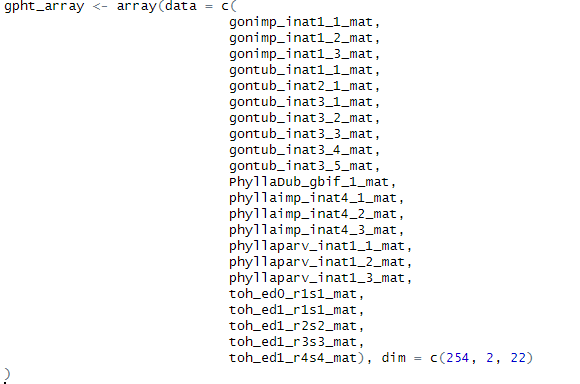 gpht_array <- array(data = c(
gonimp_inat1_1_mat,
gonimp_inat1_2_mat,
gonimp_inat1_3_mat,
gontub_inat1_1_mat,
gontub_inat2_1_mat,
gontub_inat3_1_mat,
gontub_inat3_2_mat,
gontub_inat3_3_mat,
gontub_inat3_4_mat,
gontub_inat3_5_mat,
PhyllaDub_gbif_1_mat,
phyllaimp_inat4_1_mat,
phyllaimp_inat4_2_mat,
phyllaimp_inat4_3_mat,
phyllaparv_inat1_1_mat,
phyllaparv_inat1_2_mat,
phyllaparv_inat1_3_mat,
toh_ed0_r1s1_mat,
toh_ed1_r1s1_mat,
toh_ed1_r2s2_mat,
toh_ed1_r3s3_mat,
toh_ed1_r4s4_mat), dim = c(254, 2, 22)
)